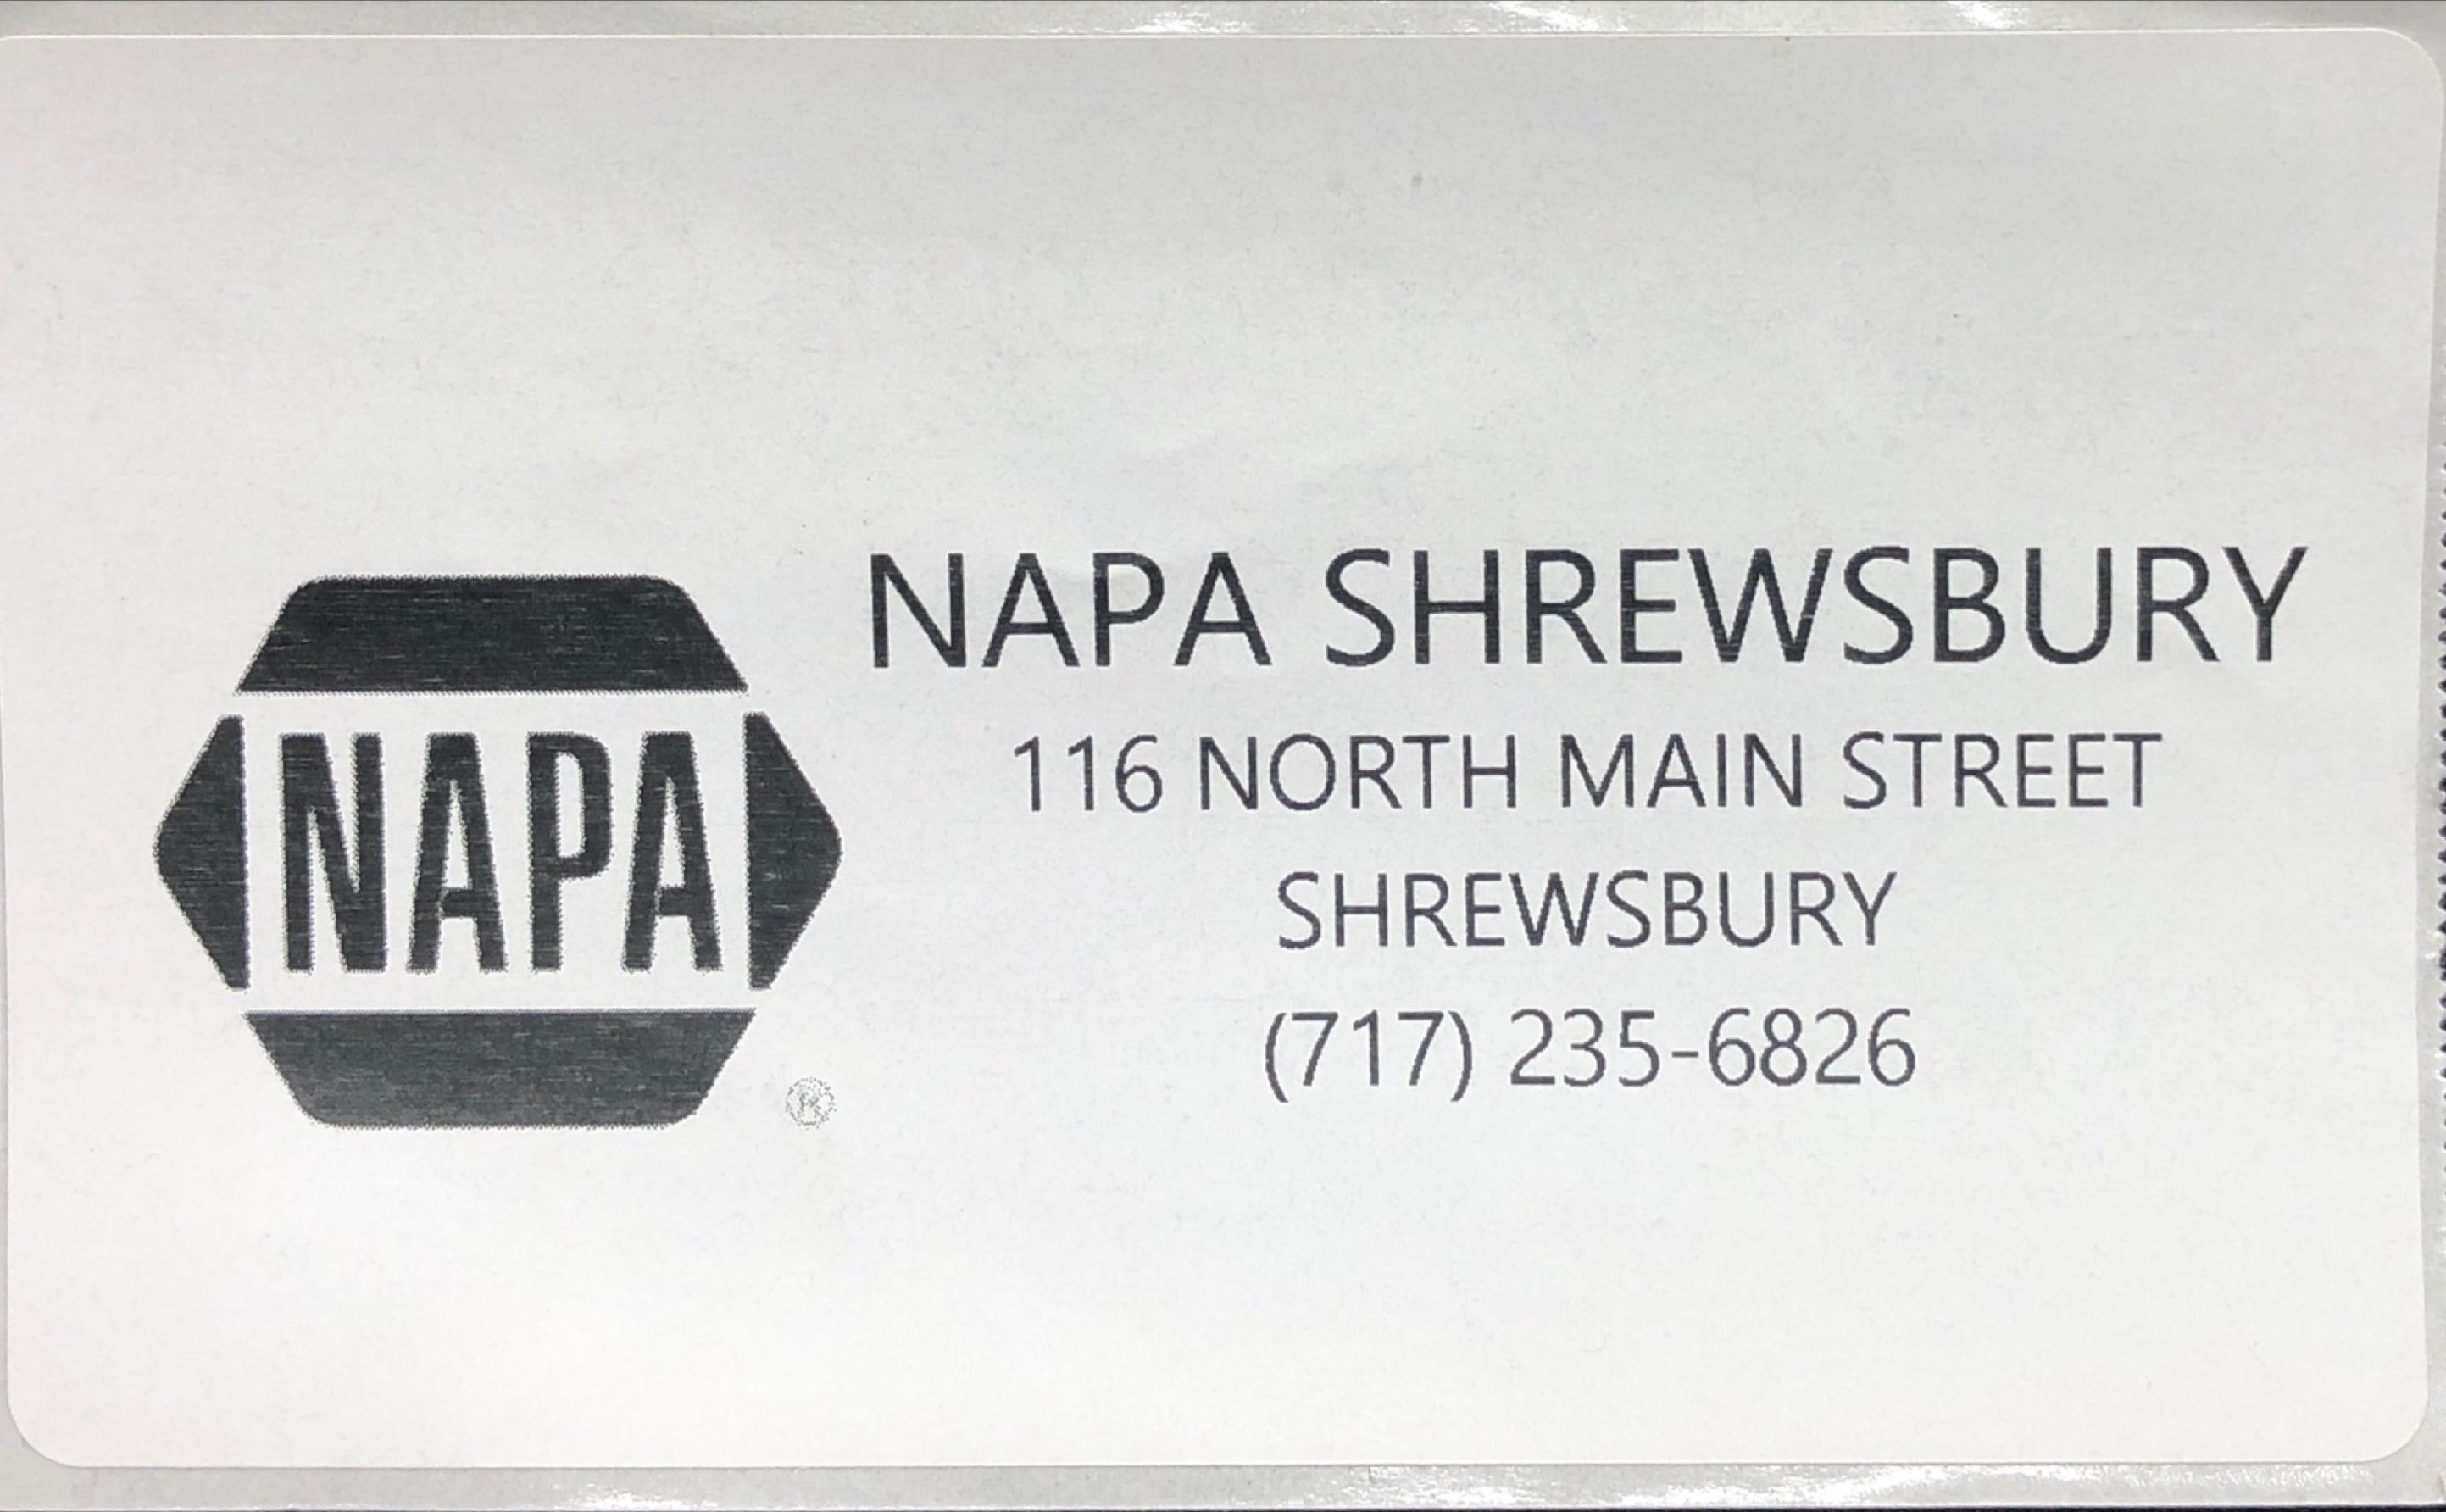 NAPA
®
NAPA SHREWSBURY
116 NORTH MAIN STREET
SHREWSBURY
(717) 235-6826